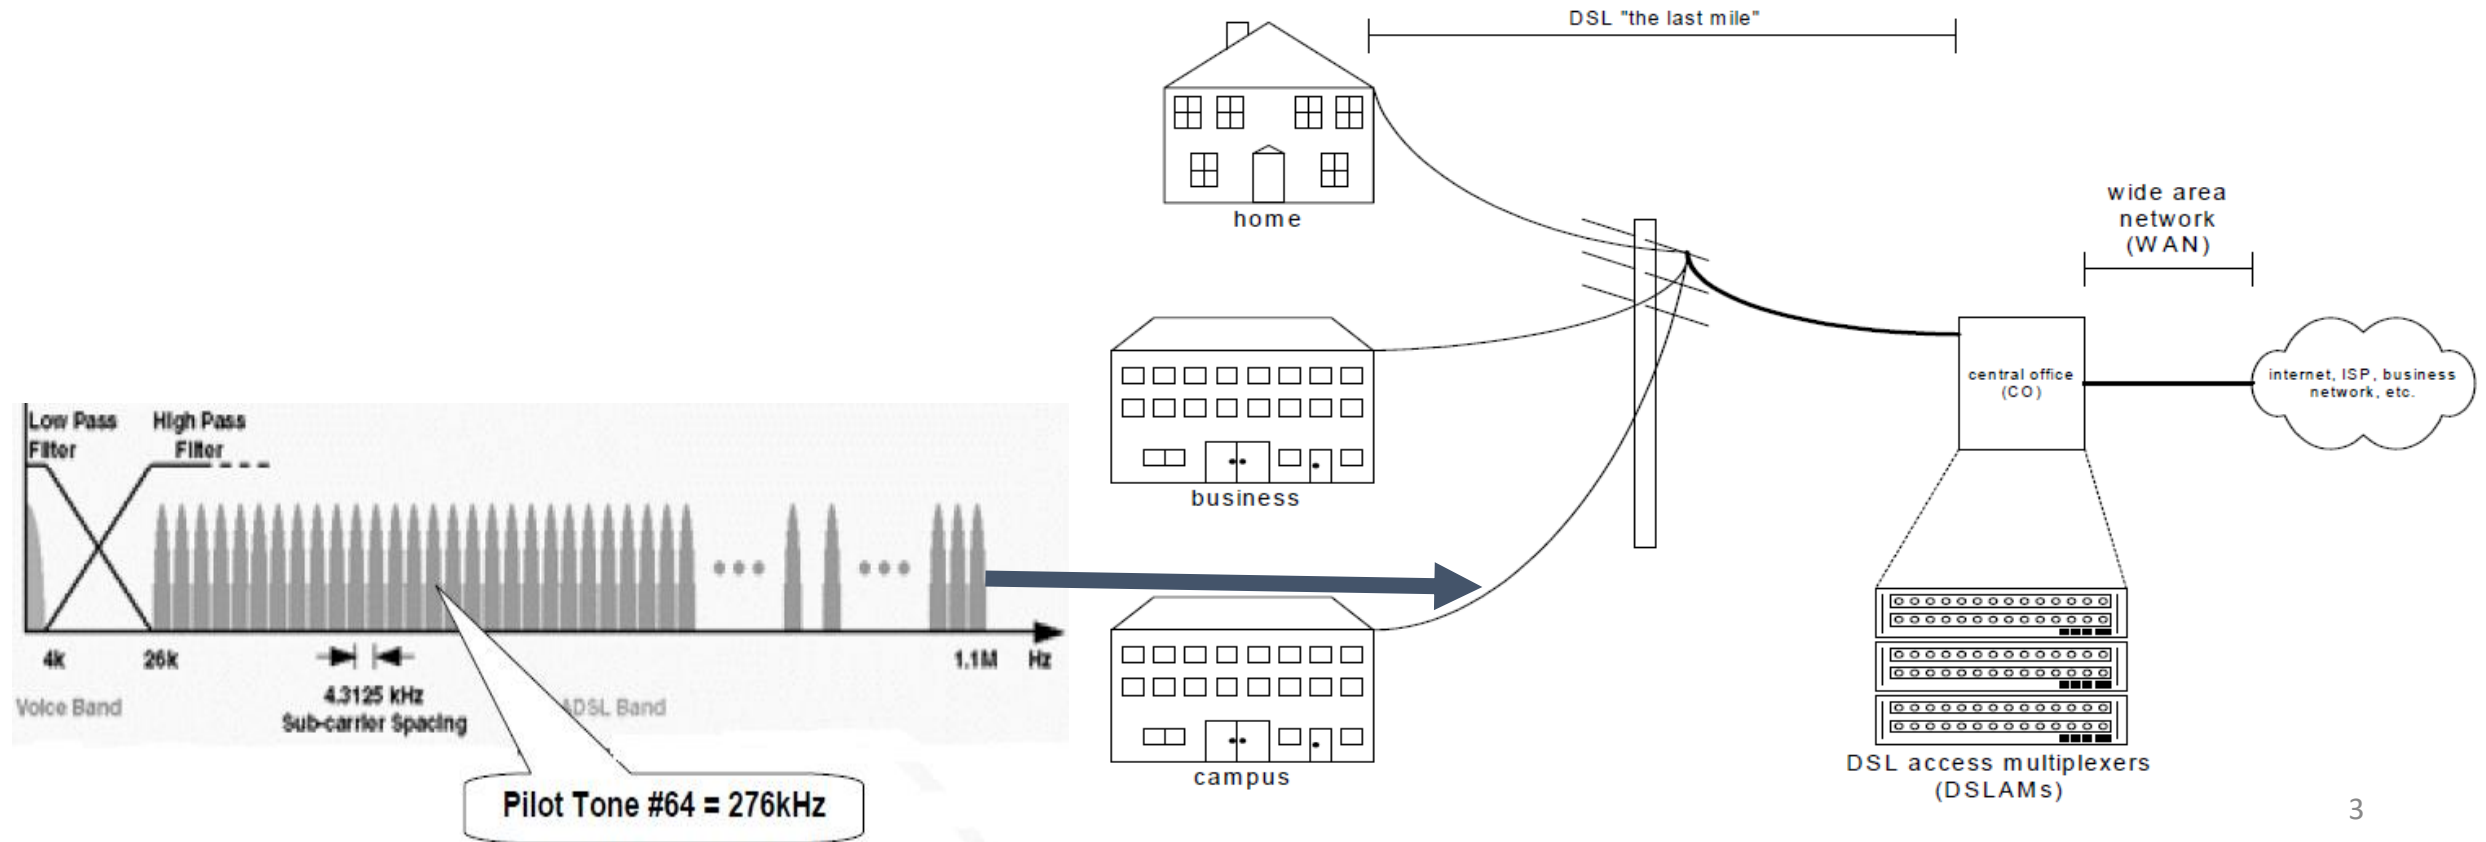 DSL "the last mile"
home
wide area
network
(WAN)
central office
(CO)
internet, ISP, business
network, etc.
business
campus
DSL access multiplexers
(DSLAMs)
Low Pass
Filter
High Pass
Filter
4k
26k
1.1M
Hz
4.3125 kHz
Sub-carrier Spacing
Voice Band
ADSL Band
Pilot Tone #64 = 276kHz
3